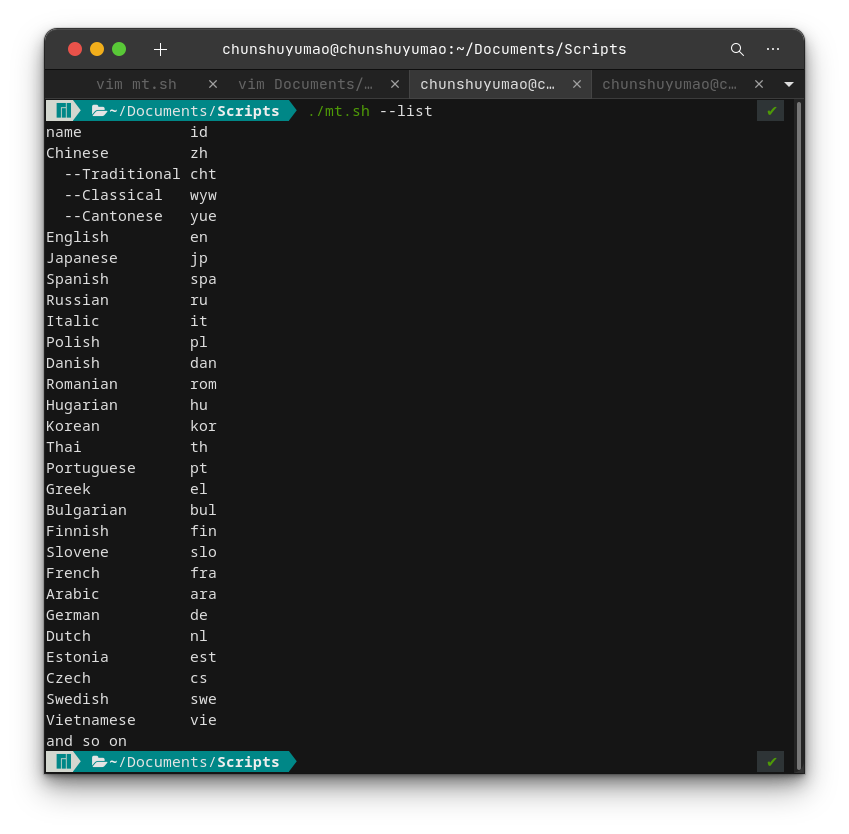 chunshuyumao@chunshuyumao:~/Documents/Scripts
vim mt.sh vim Documents/… chunshuyumao@c… chunshuyumao@c…
~/Documents/Scripts ./mt.sh --list ✔
name id
Chinese zh
--Traditional cht
--Classical wyw
--Cantonese yue
English en
Japanese jp
Spanish spa
Russian ru
Italic it
Polish pl
Danish dan
Romanian rom
Hugarian hu
Korean kor
Thai th
Portuguese pt
Greek el
Bulgarian bul
Finnish fin
Slovene slo
French fra
Arabic ara
German de
Dutch nl
Estonia est
Czech cs
Swedish swe
Vietnamese vie
and so on
~/Documents/Scripts ✔